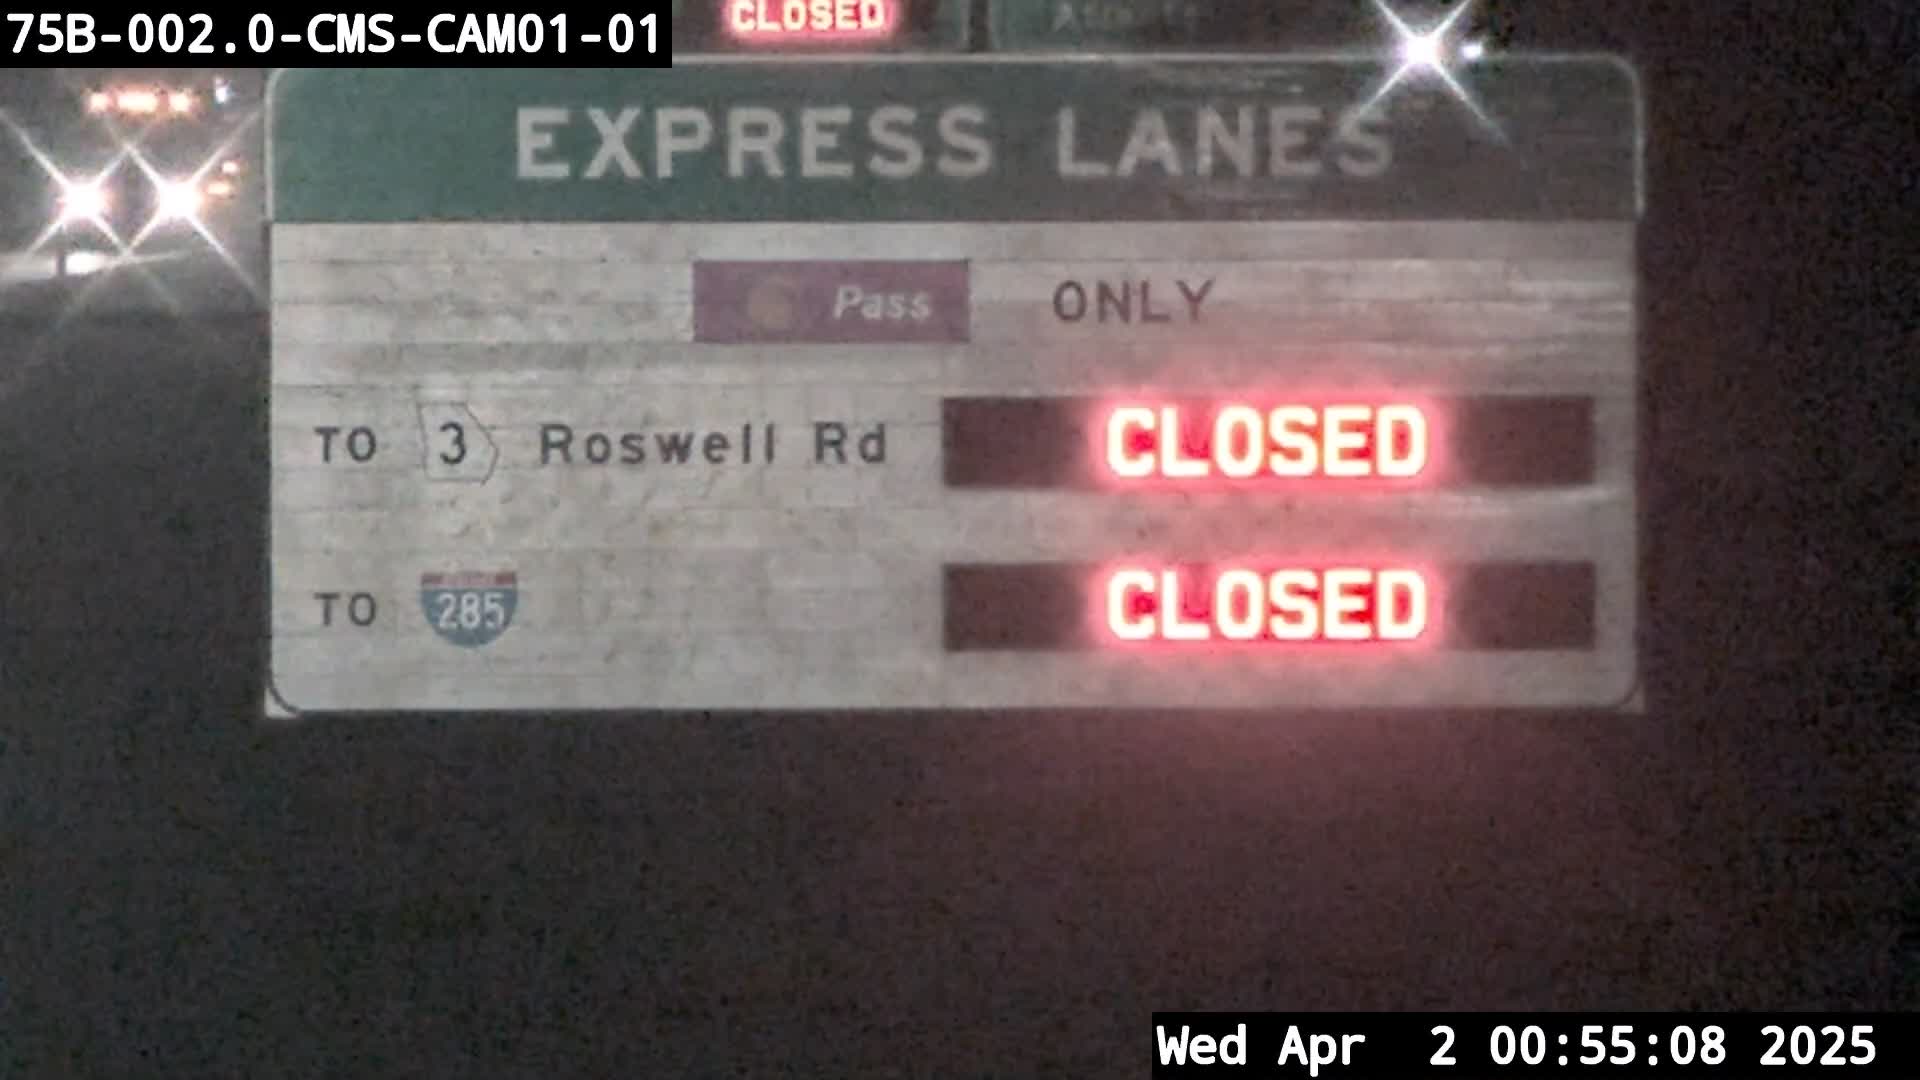 75B-002.0-CMS-CAM01-01
CLOSED
EXPRESS LANES
Pass ONLY
TO 3 Roswell Rd CLOSED
TO 285 CLOSED
Wed Apr 2 00:55:08 2025